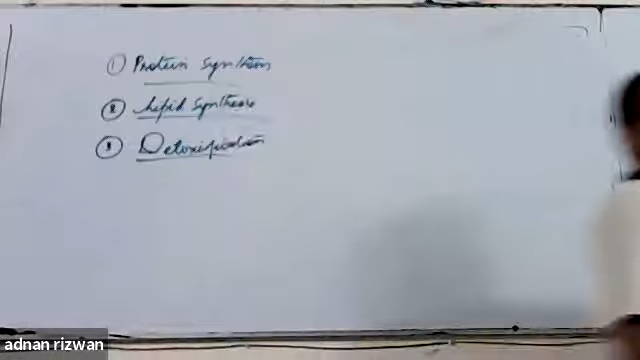 ① Protein Synthesis
② Lipid Synthesis
③ Detoxification
adnan rizwan